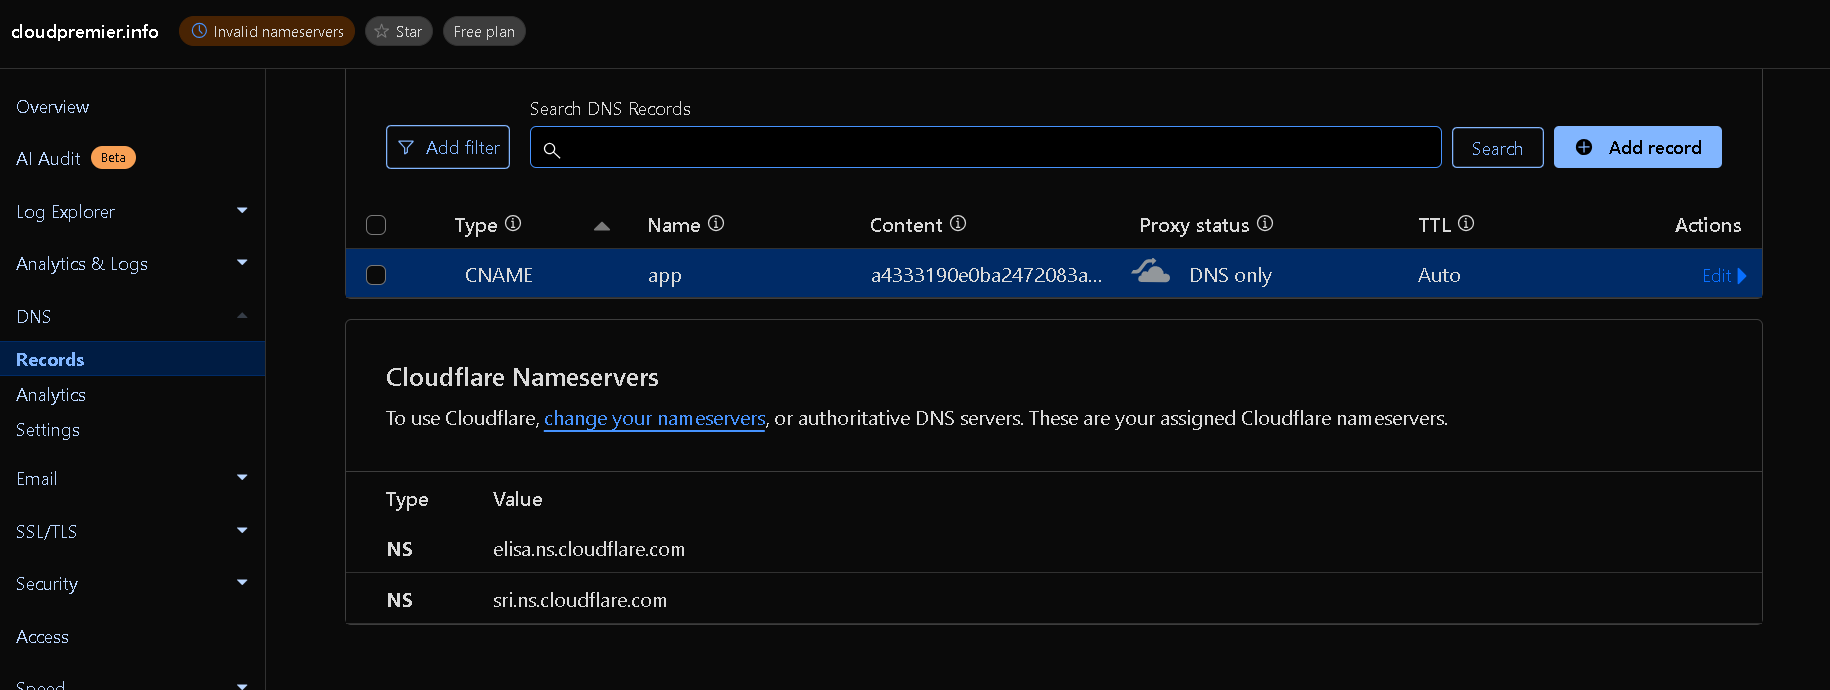 cloudpremier.info Invalid nameservers Star Free plan
Overview
AI Audit Beta
Log Explorer
Analytics & Logs
DNS
Records
Analytics
Settings
Email
SSL/TLS
Security
Access
Speed
Search DNS Records
Add filter Search Add record
Type Name Content Proxy status TTL Actions
CNAME app a4333190e0ba2472083a... DNS only Auto Edit
Cloudflare Nameservers
To use Cloudflare, change your nameservers, or authoritative DNS servers. These are your assigned Cloudflare nameservers.
Type Value
NS elisa.ns.cloudflare.com
NS sri.ns.cloudflare.com